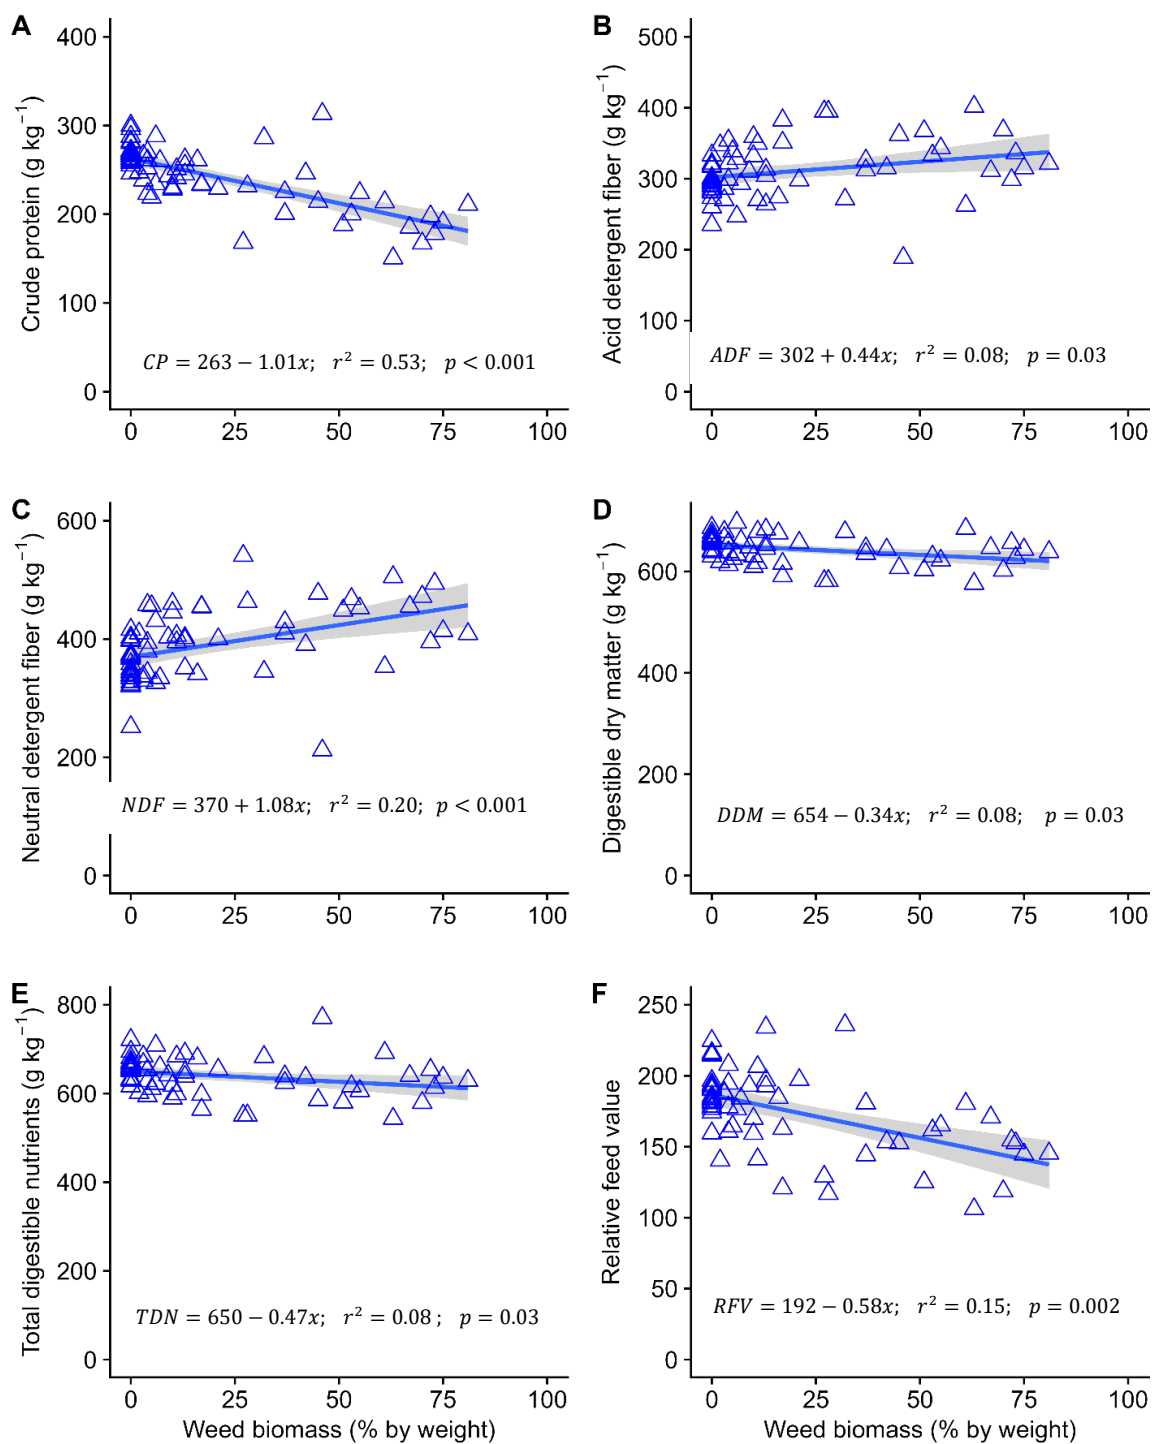 A
Crude protein (g kg⁻¹)
400
300
200
100
0
CP = 263 − 1.01x; r² = 0.53; p < 0.001
0 25 50 75 100
B
Acid detergent fiber (g kg⁻¹)
500
400
300
200
100
0
ADF = 302 + 0.44x; r² = 0.08; p = 0.03
0 25 50 75 100
C
Neutral detergent fiber (g kg⁻¹)
600
400
200
0
NDF = 370 + 1.08x; r² = 0.20; p < 0.001
0 25 50 75 100
D
Digestible dry matter (g kg⁻¹)
600
400
200
0
DDM = 654 − 0.34x; r² = 0.08; p = 0.03
0 25 50 75 100
E
Total digestible nutrients (g kg⁻¹)
800
600
400
200
0
TDN = 650 − 0.47x; r² = 0.08 ; p = 0.03
0 25 50 75 100
Weed biomass (% by weight)
F
Relative feed value
250
200
150
100
50
0
RFV = 192 − 0.58x; r² = 0.15; p = 0.002
0 25 50 75 100
Weed biomass (% by weight)